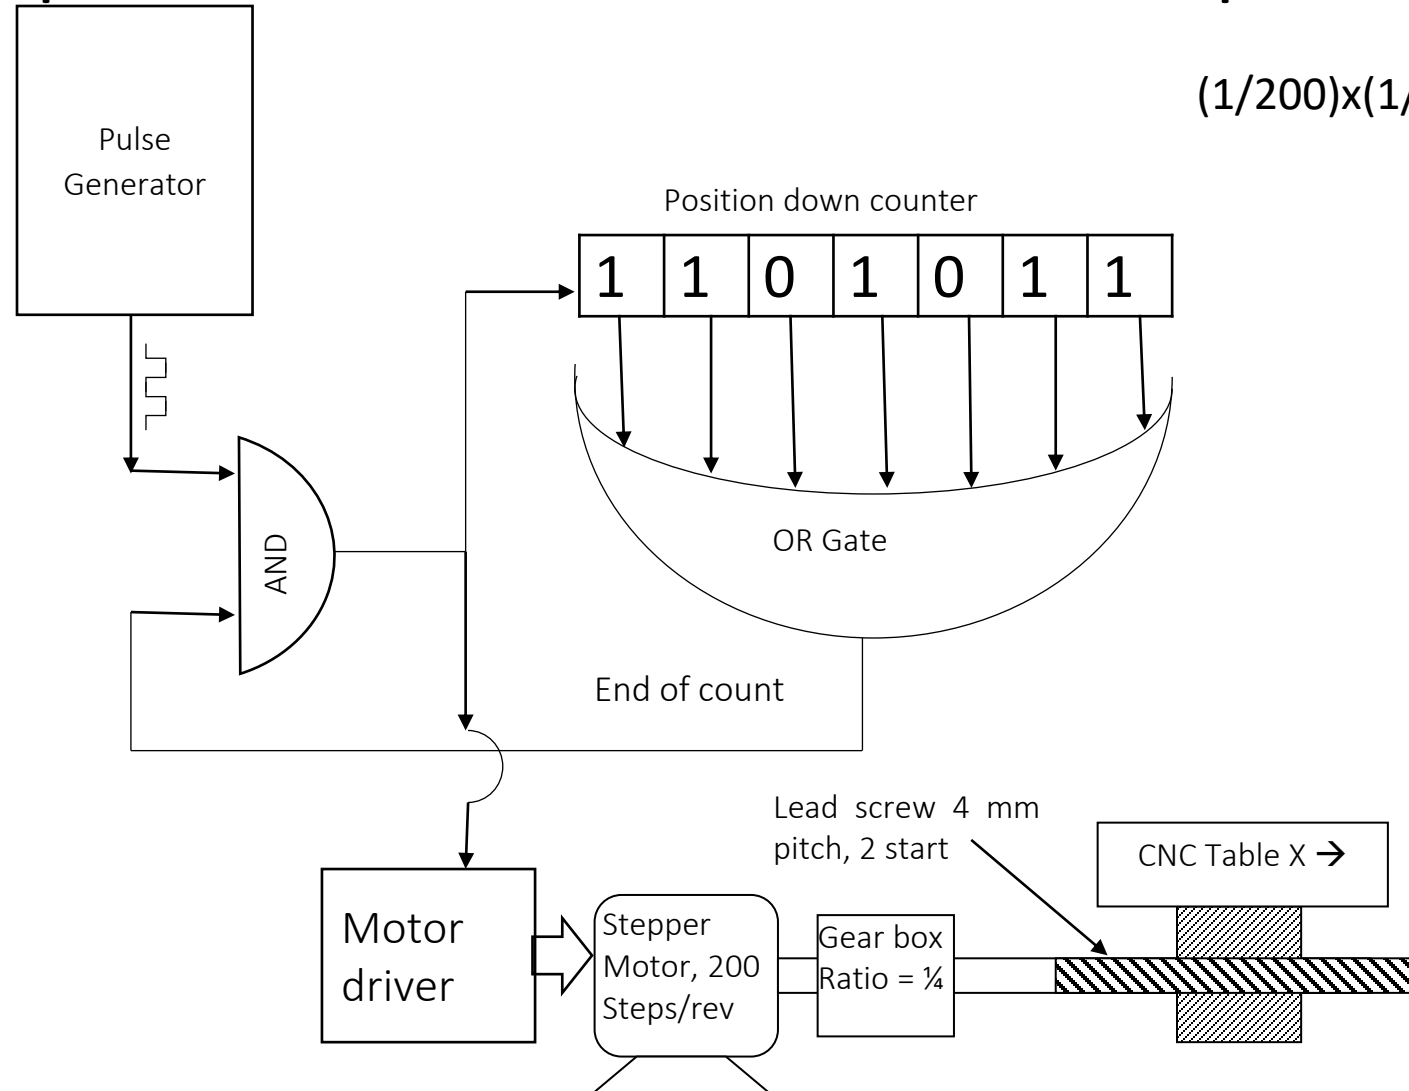 (1/200)x(1/
Pulse
Generator
Position down counter
1 1 0 1 0 1 1
AND
OR Gate
End of count
Lead screw 4 mm
pitch, 2 start
CNC Table X →
Motor
driver
Stepper
Motor, 200
Steps/rev
Gear box
Ratio = ¼